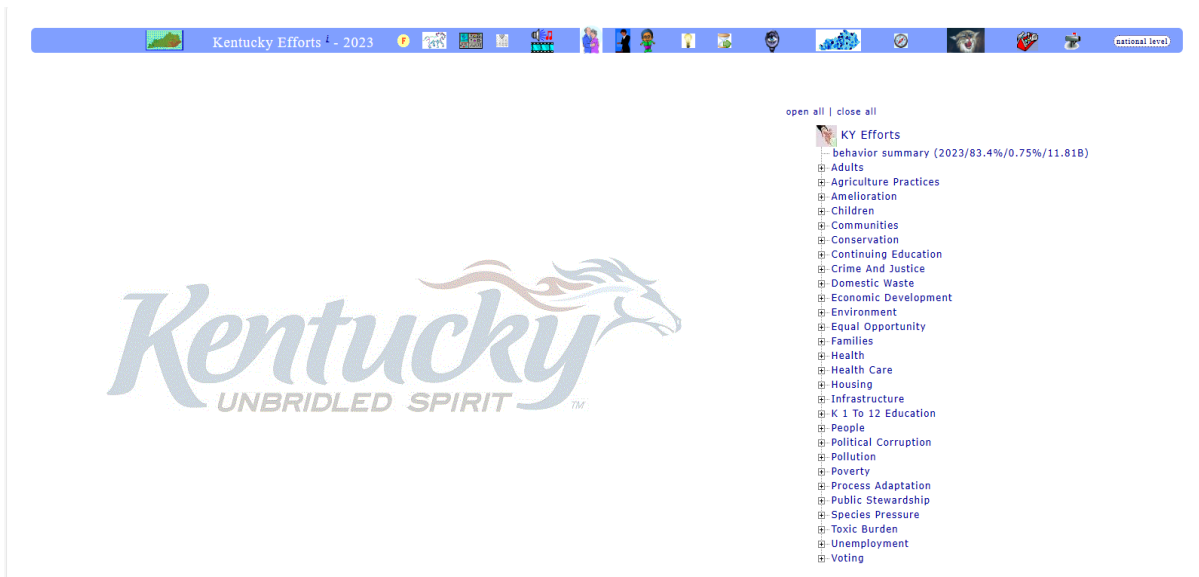 Kentucky Efforts i - 2023
F
national level
open all | close all
KY Efforts
behavior summary (2023/83.4%/0.75%/11.81B)
Adults
Agriculture Practices
Amelioration
Children
Communities
Conservation
Continuing Education
Crime And Justice
Domestic Waste
Economic Development
Environment
Equal Opportunity
Families
Health
Health Care
Housing
Infrastructure
K 1 To 12 Education
People
Political Corruption
Pollution
Poverty
Process Adaptation
Public Stewardship
Species Pressure
Toxic Burden
Unemployment
Voting
Kentucky
UNBRIDLED SPIRIT TM